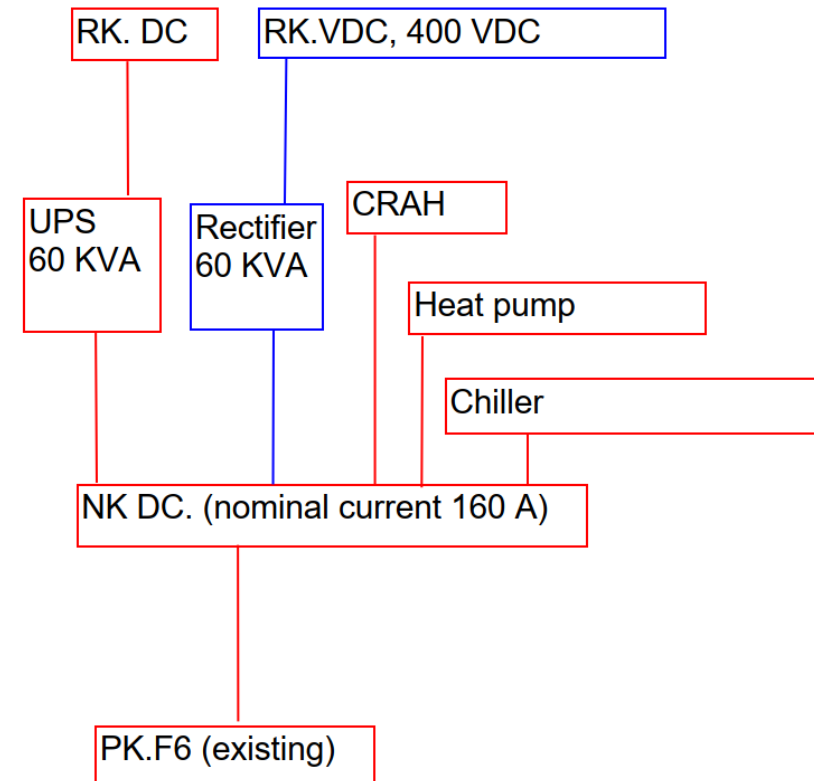 RK. DC
RK.VDC, 400 VDC
UPS
60 KVA
Rectifier
60 KVA
CRAH
Heat pump
Chiller
NK DC. (nominal current 160 A)
PK.F6 (existing)